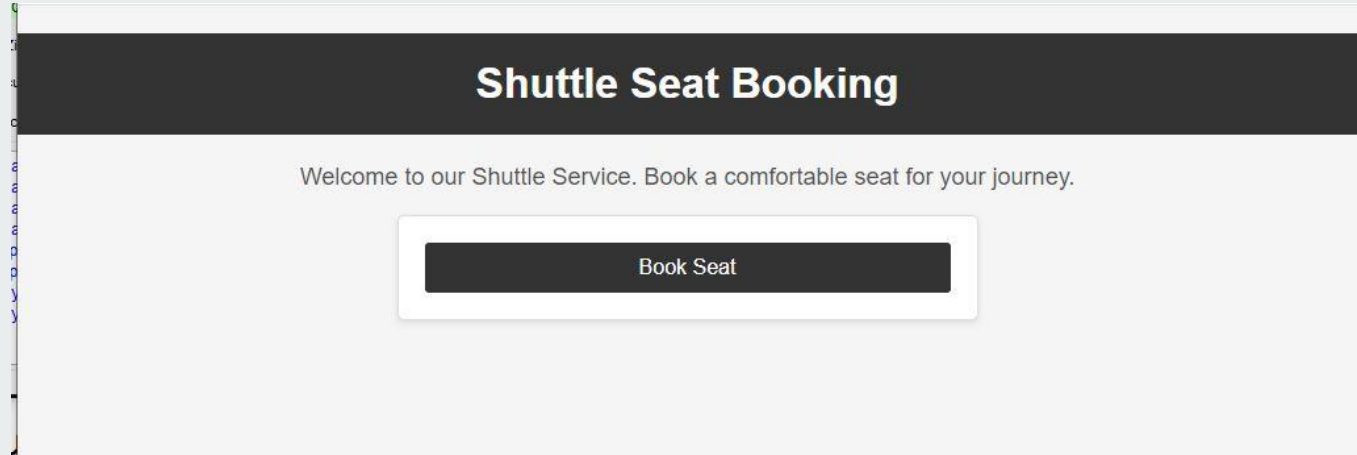 Shuttle Seat Booking
Welcome to our Shuttle Service. Book a comfortable seat for your journey.
Book Seat